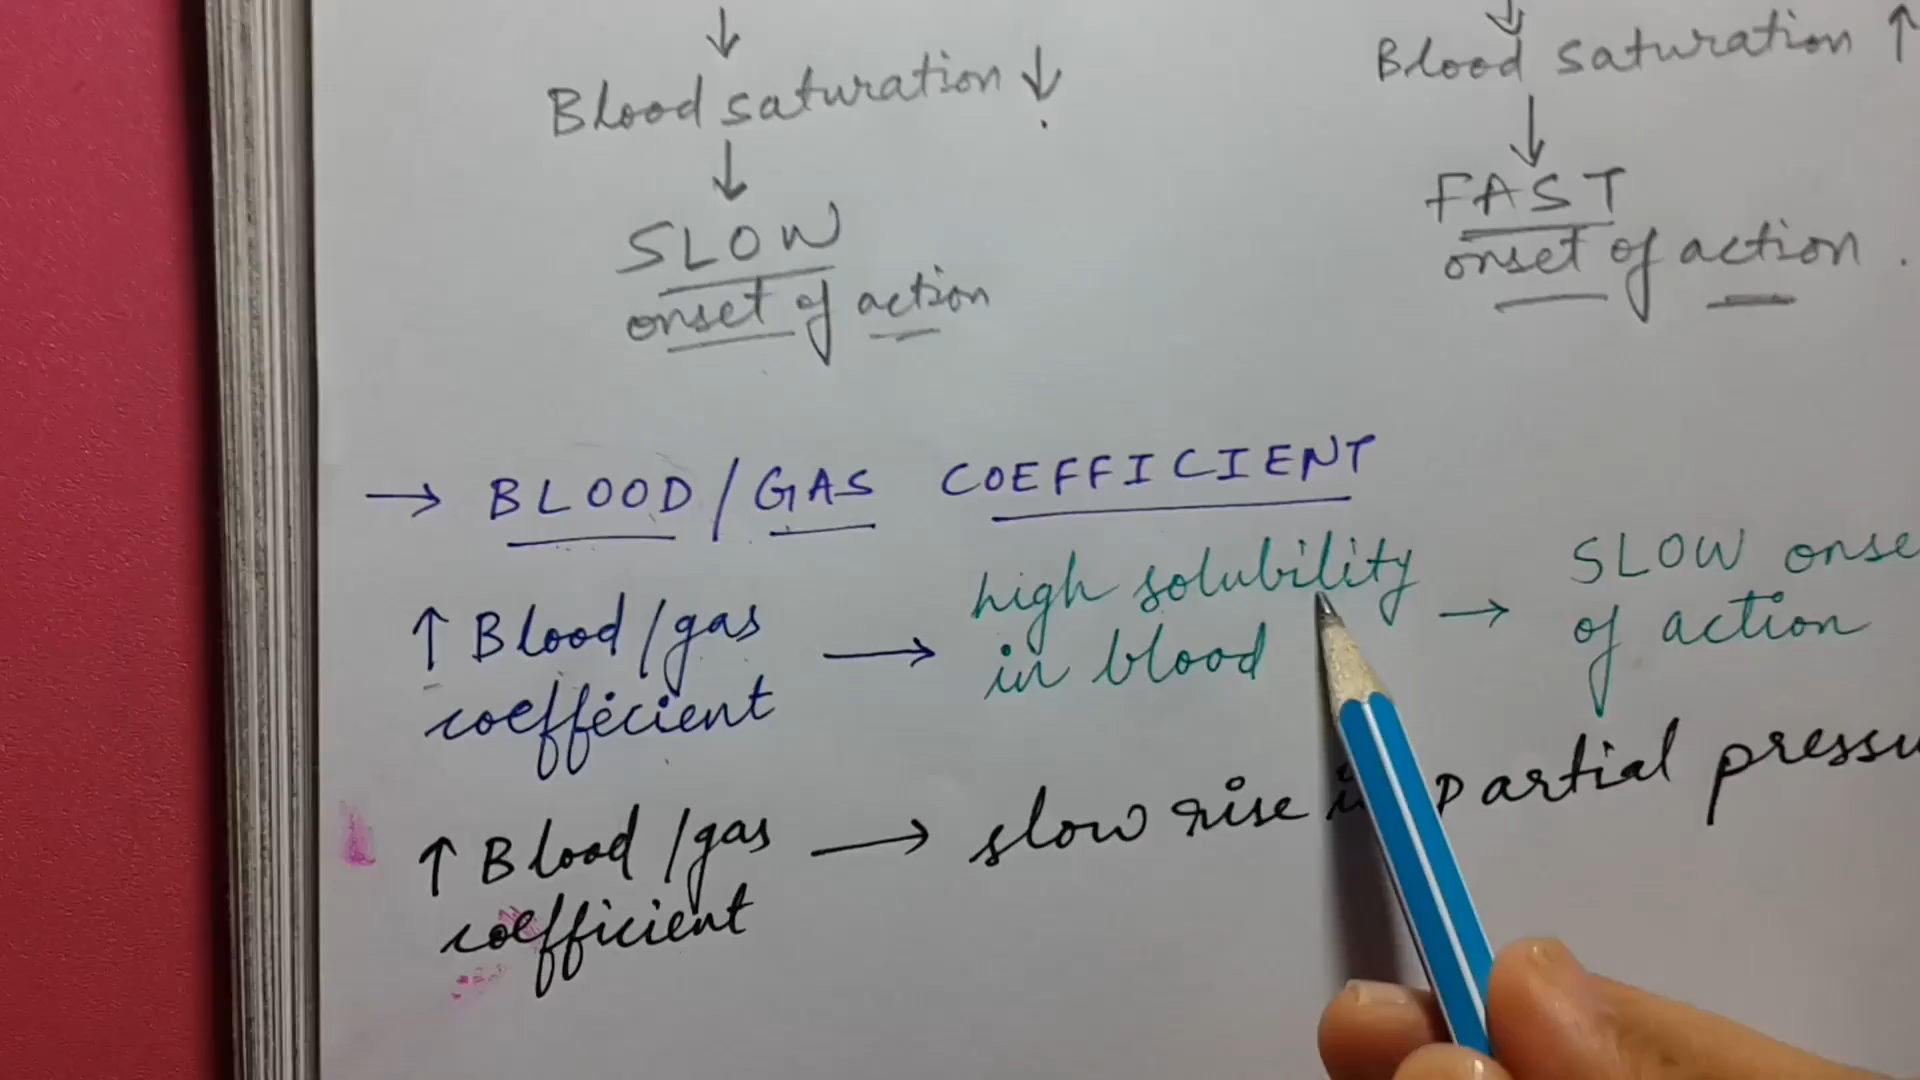 ↓
Blood saturation ↓
↓
SLOW
onset of action
↓
Blood saturation ↑
↓
FAST
onset of action.
→ BLOOD/GAS COEFFICIENT
↑ Blood/gas
coefficient
→
high solubility
in blood
→
SLOW onse
of action
↑ Blood/gas
coefficient
→ slow rise partial pressu